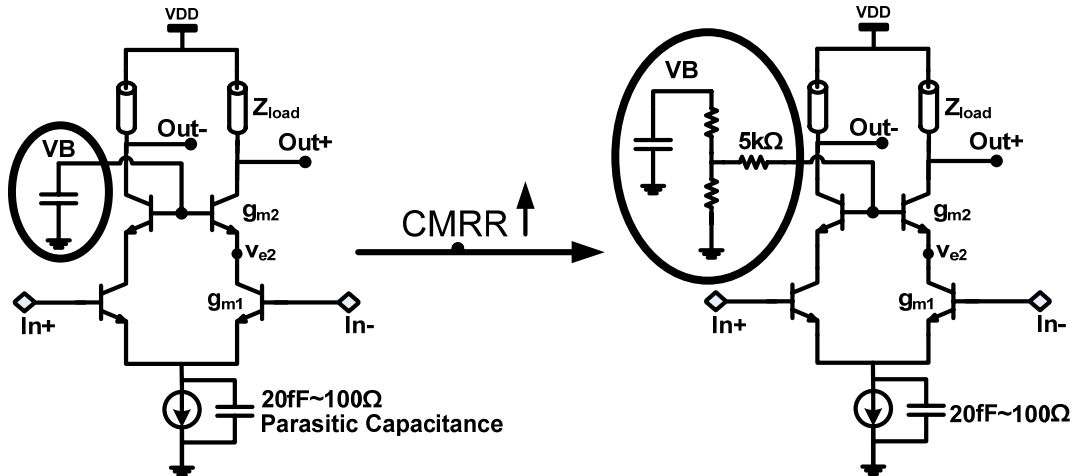 VDD
Zload
Out-
VB
Out+
gm2
ve2
gm1
In+
In-
20fF~100Ω
Parasitic Capacitance
CMRR
VDD
VB
Zload
Out-
5kΩ
Out+
gm2
ve2
gm1
In+
In-
20fF~100Ω